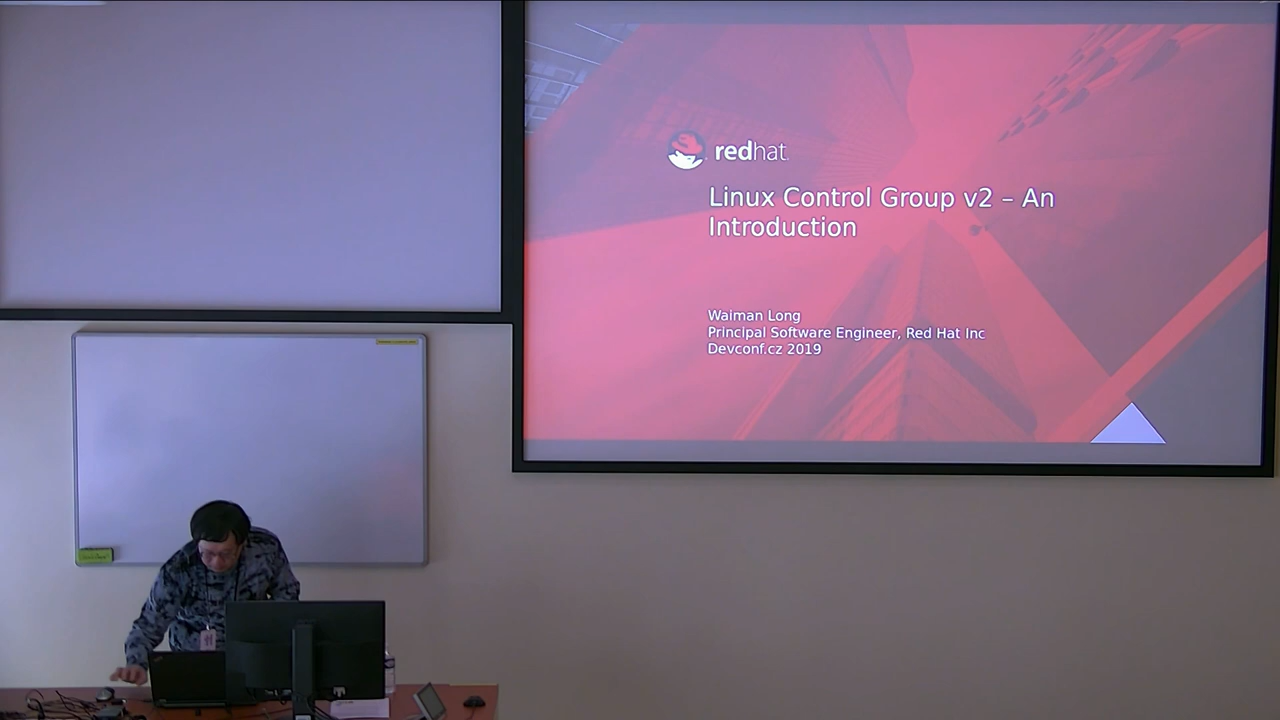 redhat.
Linux Control Group v2 – An
Introduction
Waiman Long
Principal Software Engineer, Red Hat Inc
Devconf.cz 2019